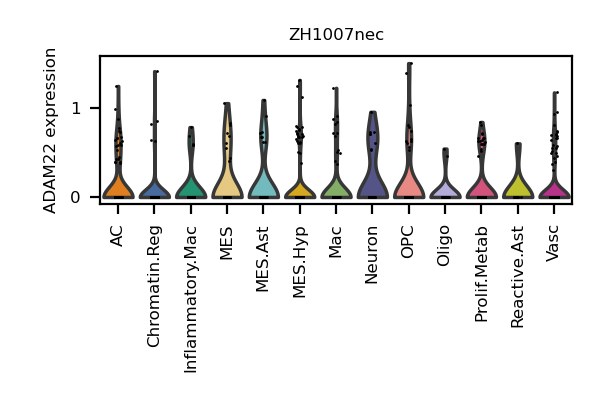 ZH1007nec
ADAM22 expression
1
0
AC
Chromatin.Reg
Inflammatory.Mac
MES
MES.Ast
MES.Hyp
Mac
Neuron
OPC
Oligo
Prolif.Metab
Reactive.Ast
Vasc